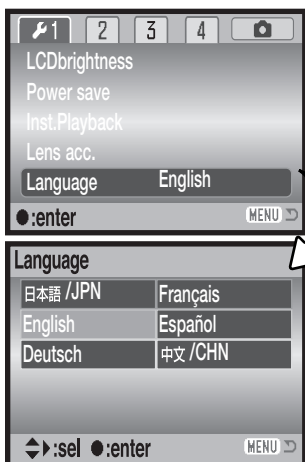 1 2 3 4
LCDbrightness
Power save
Inst.Playback
Lens acc.
Language English
:enter MENU
Language
日本語 /JPN Français
English Español
Deutsch 中文 /CHN
:sel :enter MENU